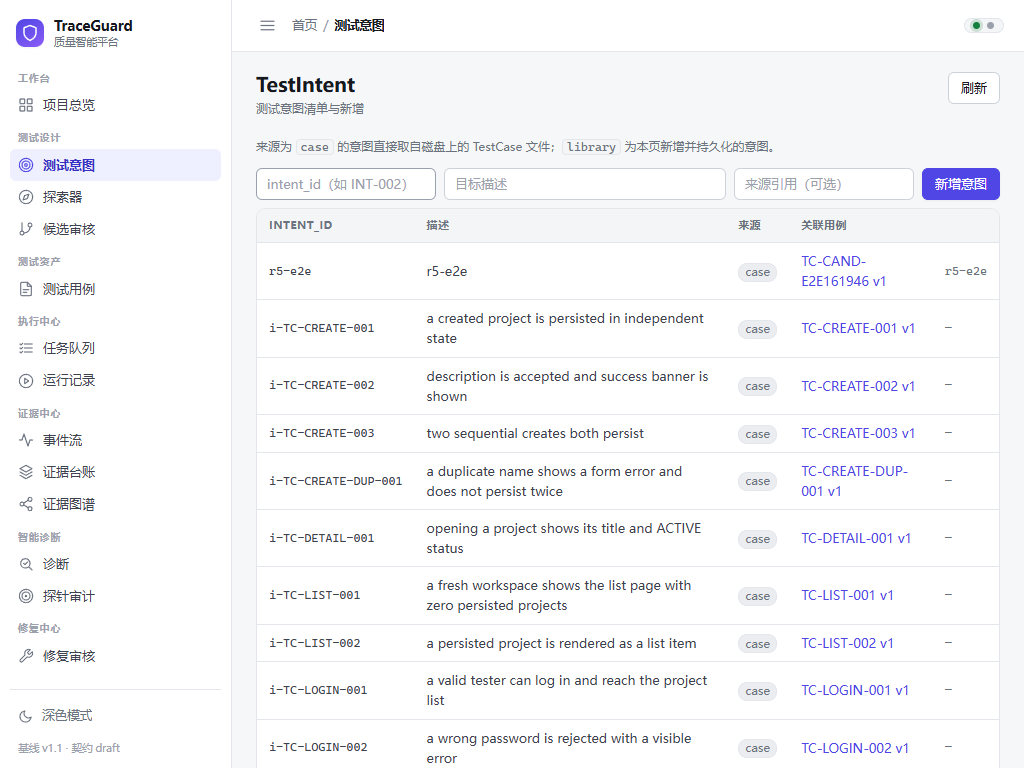 TraceGuard
质量智能平台
工作台
项目总览
测试设计
测试意图
探索器
候选审核
测试资产
测试用例
执行中心
任务队列
运行记录
证据中心
事件流
证据台账
证据图谱
智能诊断
诊断
探针审计
修复中心
修复审核
深色模式
基线 v1.1 · 契约 draft
首页 / 测试意图
TestIntent
测试意图清单与新增
刷新
来源为 case 的意图直接取自磁盘上的 TestCase 文件； library 为本页新增并持久化的意图。
intent_id（如 INT-002） 目标描述 来源引用（可选） 新增意图
INTENT_ID 描述 来源 关联用例
r5-e2e r5-e2e case TC-CAND-E2E161946 v1 r5-e2e
i-TC-CREATE-001 a created project is persisted in independent state case TC-CREATE-001 v1 –
i-TC-CREATE-002 description is accepted and success banner is shown case TC-CREATE-002 v1 –
i-TC-CREATE-003 two sequential creates both persist case TC-CREATE-003 v1 –
i-TC-CREATE-DUP-001 a duplicate name shows a form error and does not persist twice case TC-CREATE-DUP-001 v1 –
i-TC-DETAIL-001 opening a project shows its title and ACTIVE status case TC-DETAIL-001 v1 –
i-TC-LIST-001 a fresh workspace shows the list page with zero persisted projects case TC-LIST-001 v1 –
i-TC-LIST-002 a persisted project is rendered as a list item case TC-LIST-002 v1 –
i-TC-LOGIN-001 a valid tester can log in and reach the project list case TC-LOGIN-001 v1 –
i-TC-LOGIN-002 a wrong password is rejected with a visible error case TC-LOGIN-002 v1 –